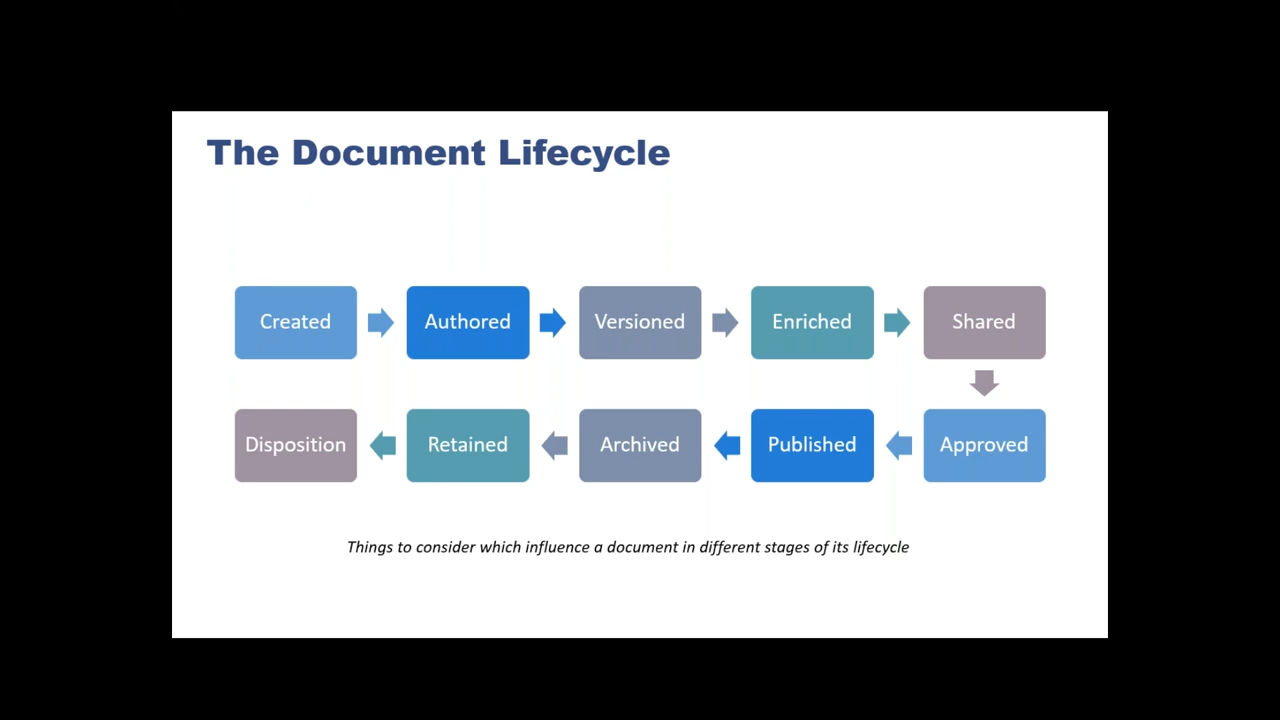 The Document Lifecycle
Created
Authored
Versioned
Enriched
Shared
Disposition
Retained
Archived
Published
Approved
Things to consider which influence a document in different stages of its lifecycle